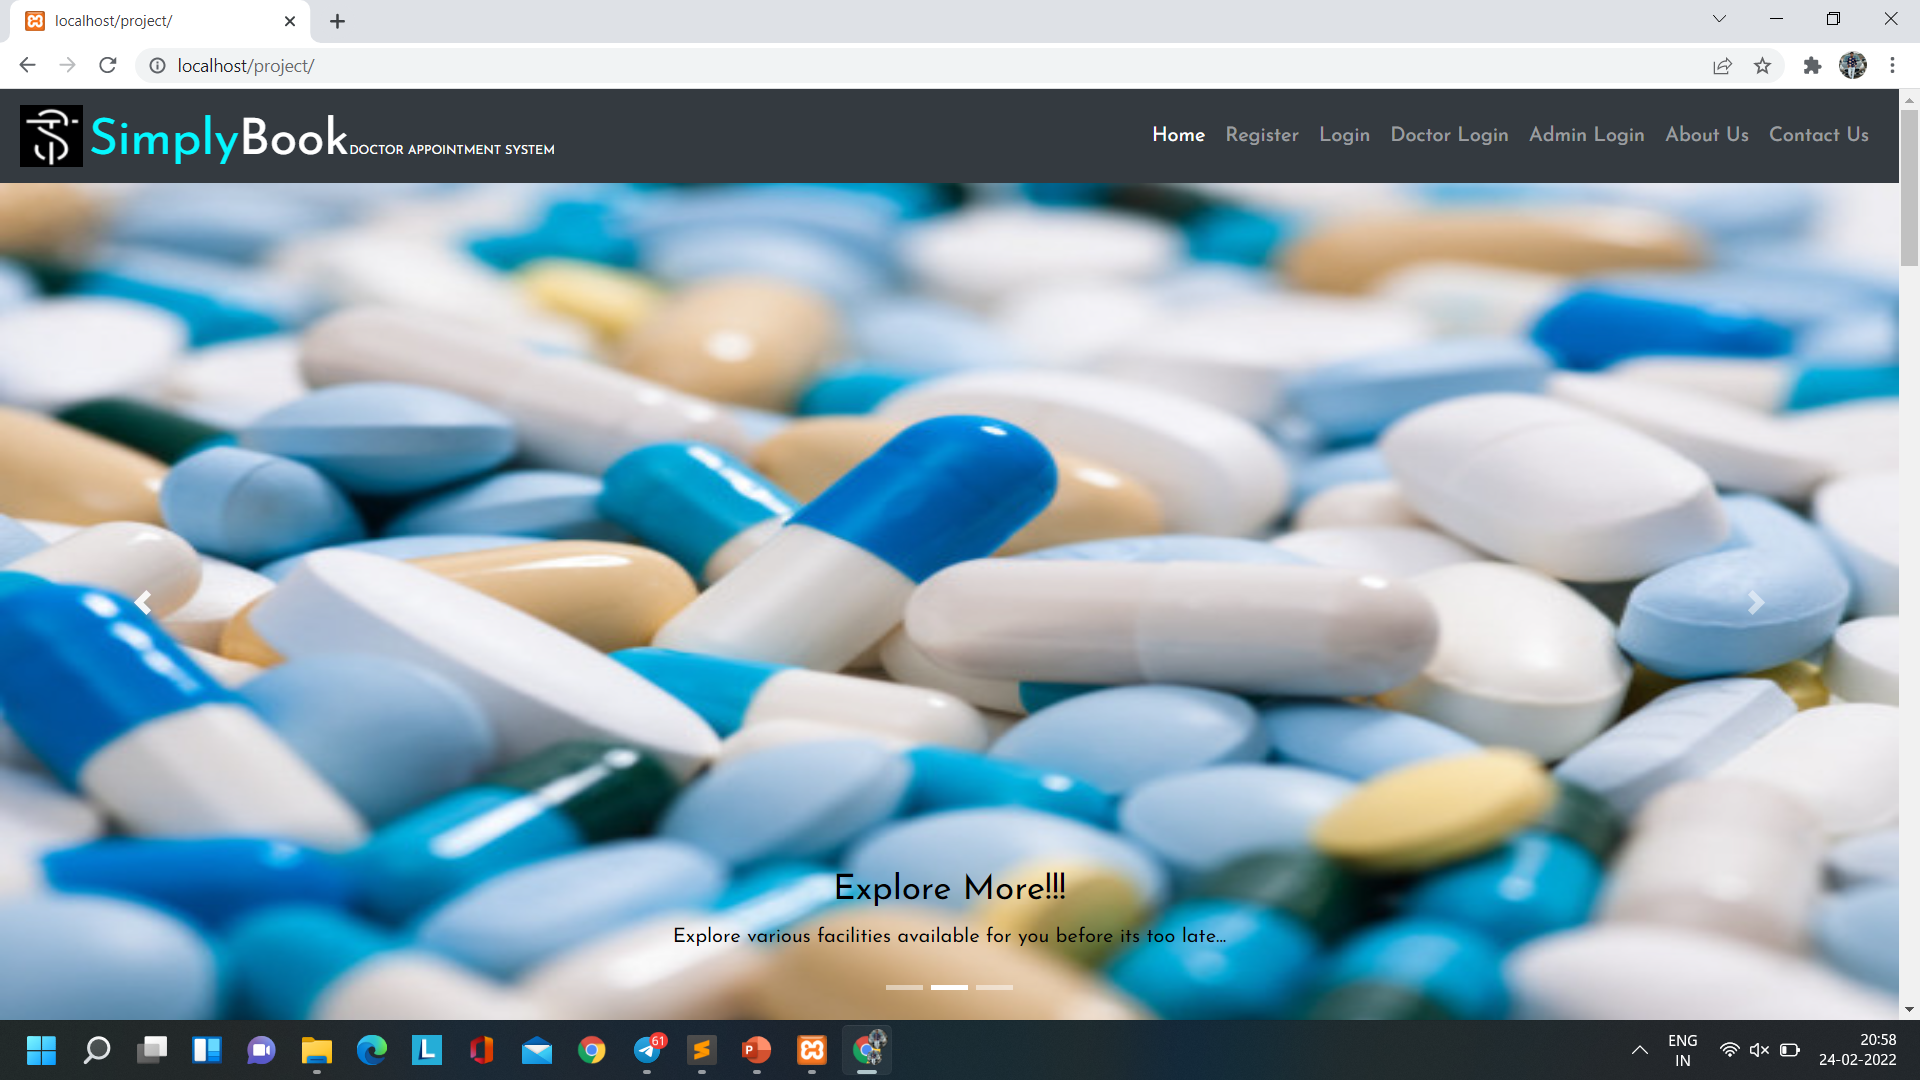 localhost/project/
localhost/project/
SimplyBook DOCTOR APPOINTMENT SYSTEM
Home Register Login Doctor Login Admin Login About Us Contact Us
Explore More!!!
Explore various facilities available for you before its too late...
61
L
P
ENG
IN
20:58
24-02-2022